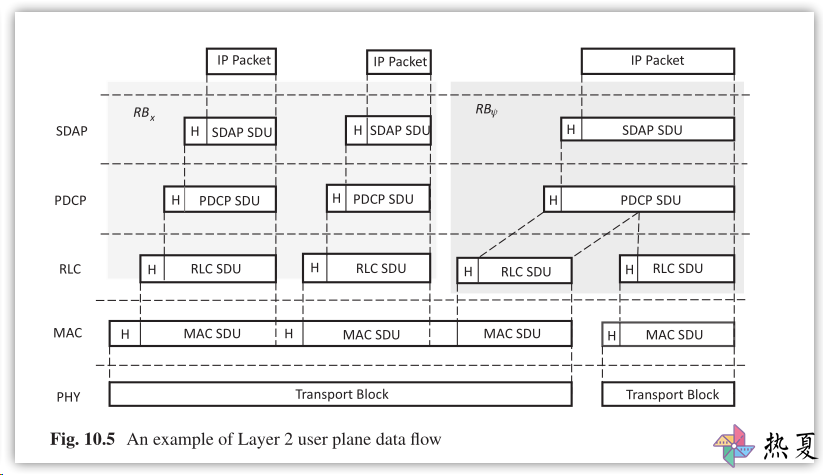 IP Packet IP Packet IP Packet
RBx RBψ
SDAP H SDAP SDU H SDAP SDU H SDAP SDU
PDCP H PDCP SDU H PDCP SDU H PDCP SDU
RLC H RLC SDU H RLC SDU H RLC SDU H RLC SDU
MAC H MAC SDU H MAC SDU MAC SDU H MAC SDU
PHY Transport Block Transport Block
Fig. 10.5 An example of Layer 2 user plane data flow
热夏